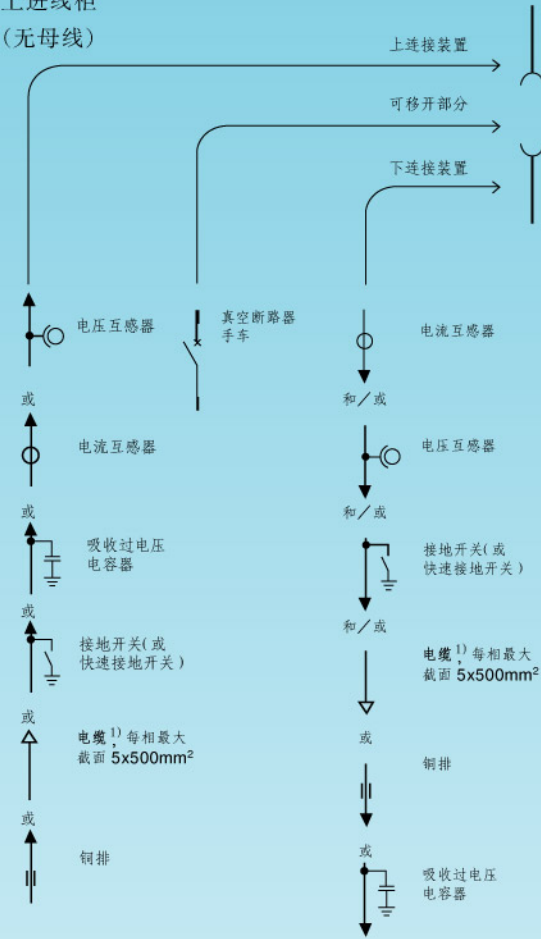 上进线柜
(无母线)
上连接装置
可移开部分
下连接装置
电压互感器
或
电流互感器
或
吸收过电压
电容器
或
接地开关(或
快速接地开关)
或
电缆1),每相最大
截面 5x500mm²
或
铜排
真空断路器
手车
电流互感器
和/或
电压互感器
和/或
接地开关(或
快速接地开关)
和/或
电缆1),每相最大
截面 5x500mm²
或
铜排
或
吸收过电压
电容器